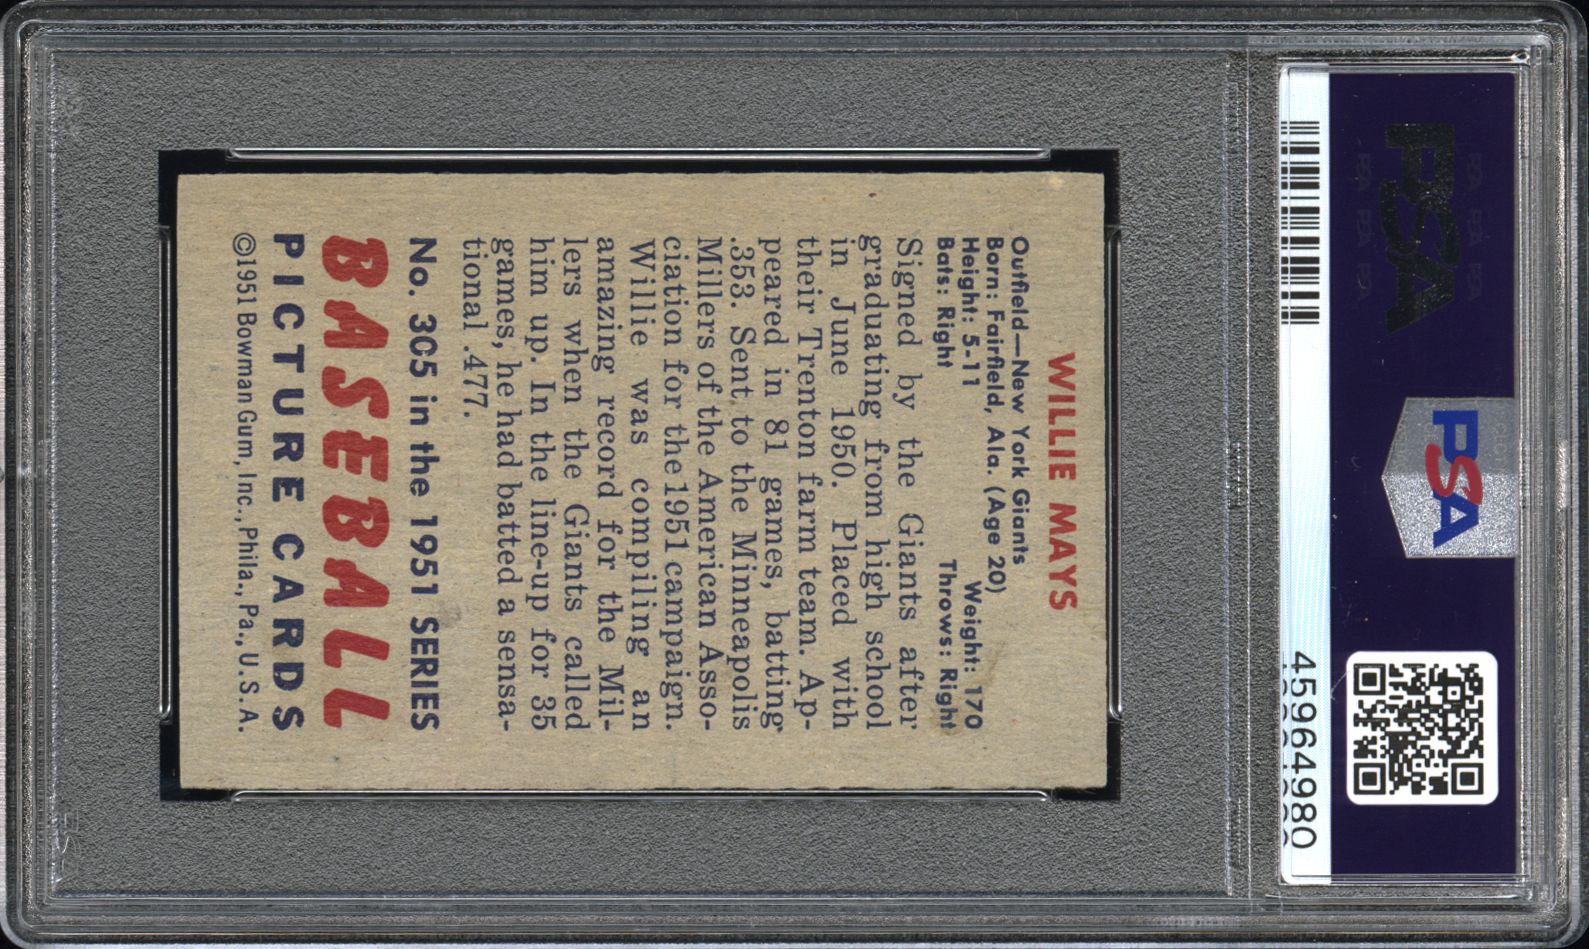 WILLIE MAYS
Outfield—New York Giants
Born: Fairfield, Ala. (Age 20)
Height: 5-11 Weight: 170
Bats: Right Throws: Right
Signed by the Giants after
graduating from high school
in June 1950. Placed with
their Trenton farm team. Ap-
peared in 81 games, batting
.353. Sent to the Minneapolis
Millers of the American Asso-
ciation for the 1951 campaign.
Willie was compiling an
amazing record for the Mil-
lers when the Giants called
him up. In the line-up for 35
games, he had batted a sensa-
tional .477.
No. 305 in the 1951 SERIES
BASEBALL
PICTURE CARDS
©1951 Bowman Gum, Inc., Phila., Pa., U.S.A.
PSA
PSA
45964980